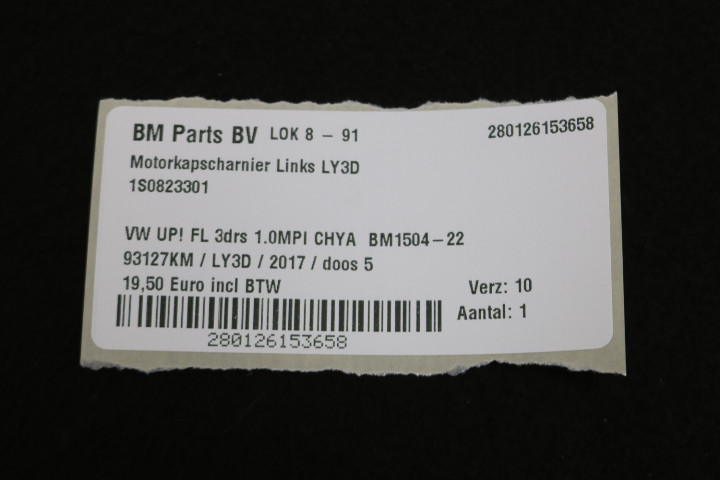 BM Parts BV LOK 8 - 91 280126153658
Motorkapscharnier Links LY3D
1S0823301
VW UP! FL 3drs 1.0MPI CHYA BM1504-22
93127KM / LY3D / 2017 / doos 5
19,50 Euro incl BTW Verz: 10
Aantal: 1
280126153658